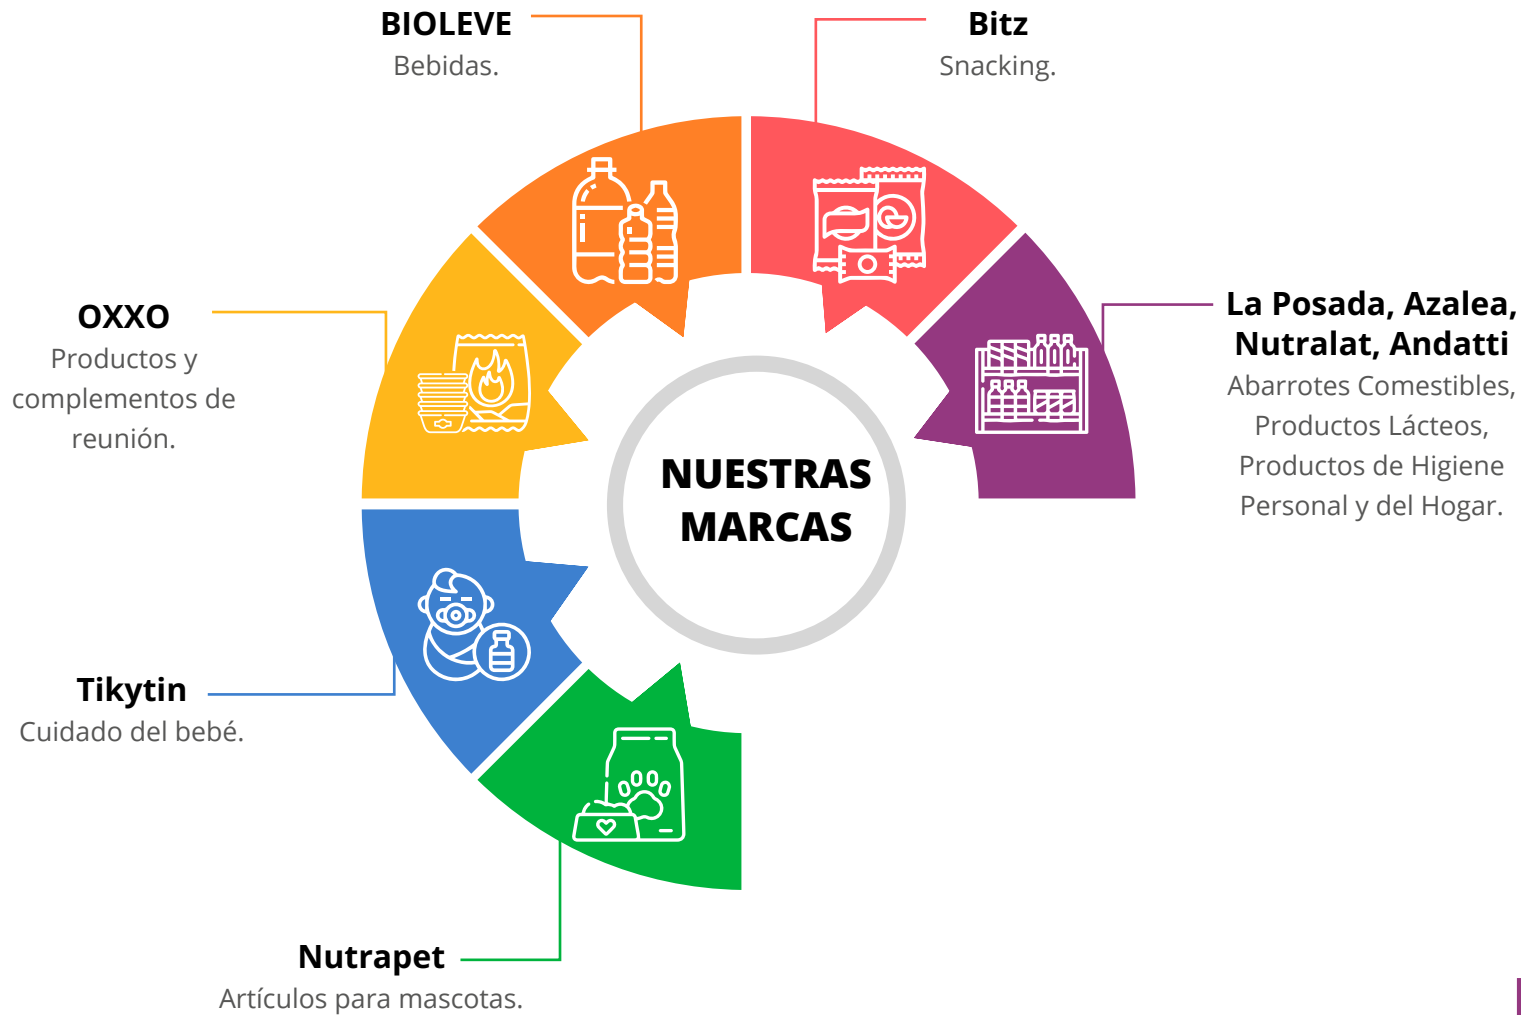 BIOLEVE
Bebidas.
Bitz
Snacking.
La Posada, Azalea,
Nutralat, Andatti
Abarrotes Comestibles,
Productos Lácteos,
Productos de Higiene
Personal y del Hogar.
OXXO
Productos y
complementos de
reunión.
NUESTRAS
MARCAS
Tikytin
Cuidado del bebé.
Nutrapet
Artículos para mascotas.